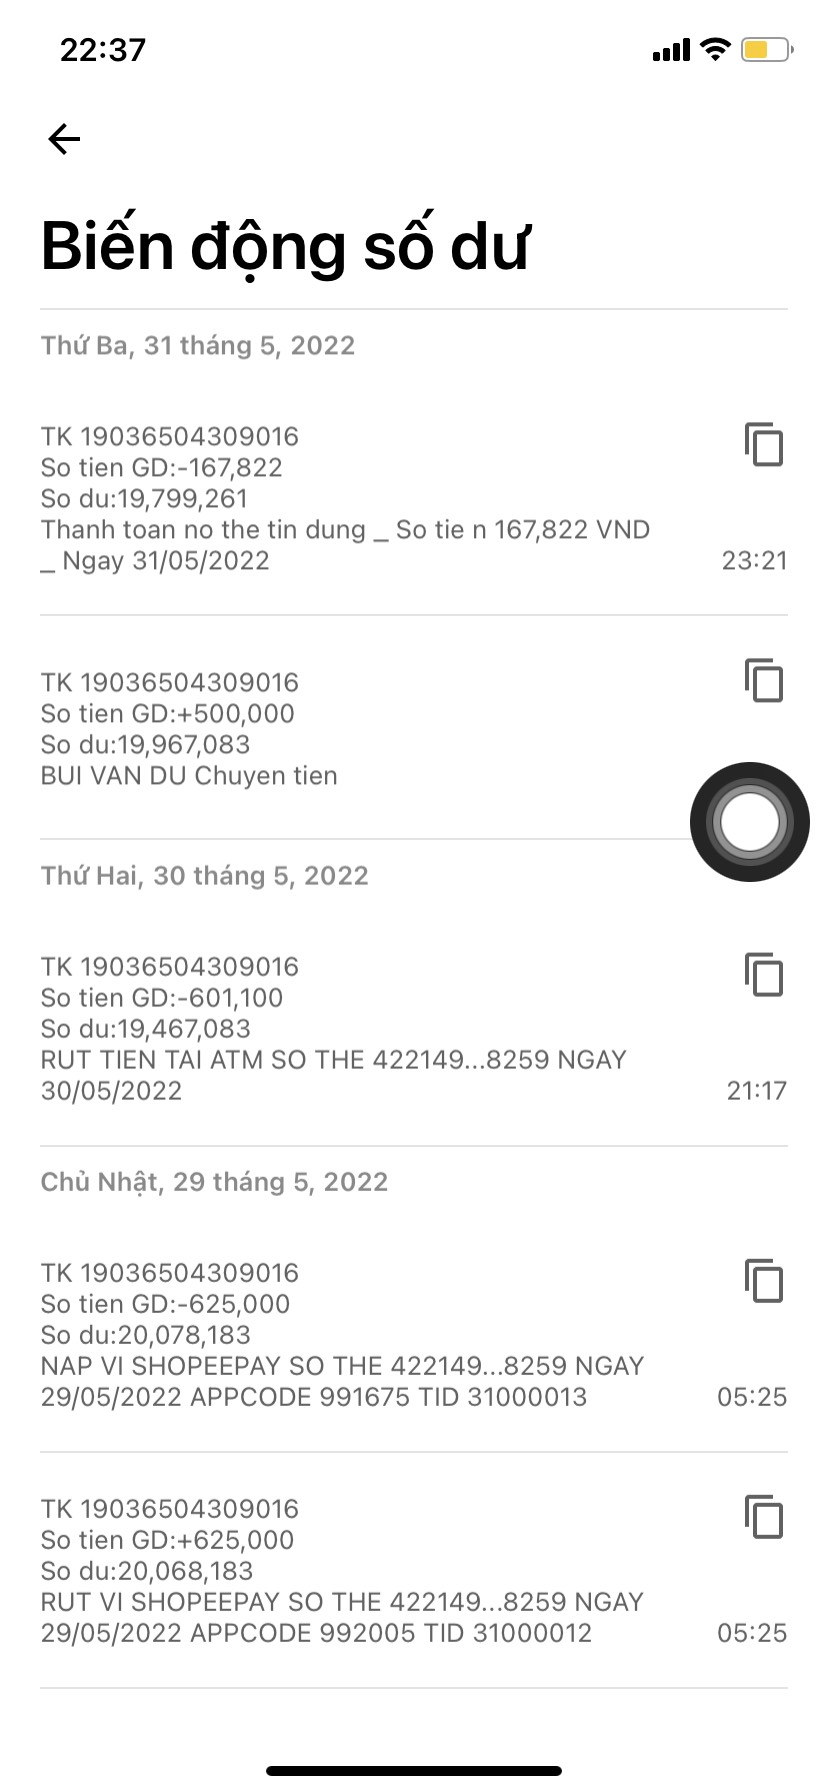 22:37
Biến động số dư
Thứ Ba, 31 tháng 5, 2022
TK 19036504309016
So tien GD:-167,822
So du:19,799,261
Thanh toan no the tin dung _ So tie n 167,822 VND
_ Ngay 31/05/2022
23:21
TK 19036504309016
So tien GD:+500,000
So du:19,967,083
BUI VAN DU Chuyen tien
Thứ Hai, 30 tháng 5, 2022
TK 19036504309016
So tien GD:-601,100
So du:19,467,083
RUT TIEN TAI ATM SO THE 422149...8259 NGAY
30/05/2022
21:17
Chủ Nhật, 29 tháng 5, 2022
TK 19036504309016
So tien GD:-625,000
So du:20,078,183
NAP VI SHOPEEPAY SO THE 422149...8259 NGAY
29/05/2022 APPCODE 991675 TID 31000013
05:25
TK 19036504309016
So tien GD:+625,000
So du:20,068,183
RUT VI SHOPEEPAY SO THE 422149...8259 NGAY
29/05/2022 APPCODE 992005 TID 31000012
05:25